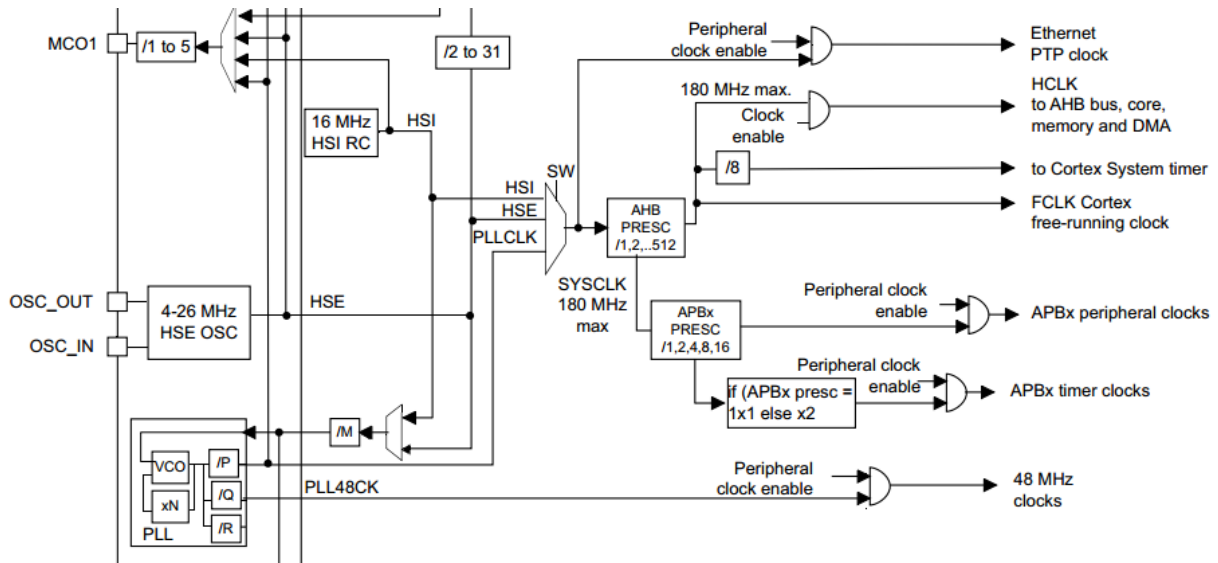 MCO1
/1 to 5
/2 to 31
Peripheral
clock enable
Ethernet
PTP clock
16 MHz
HSI RC
HSI
180 MHz max.
Clock
enable
HCLK
to AHB bus, core,
memory and DMA
/8
to Cortex System timer
SW
HSI
HSE
PLLCLK
AHB
PRESC
/1,2,..512
FCLK Cortex
free-running clock
OSC_OUT
OSC_IN
4-26 MHz
HSE OSC
HSE
SYSCLK
180 MHz
max
APBx
PRESC
/1,2,4,8,16
Peripheral clock
enable
APBx peripheral clocks
if (APBx presc =
1x1 else x2
Peripheral clock
enable
APBx timer clocks
/M
VCO
xN
PLL
/P
/Q
/R
PLL48CK
Peripheral
clock enable
48 MHz
clocks